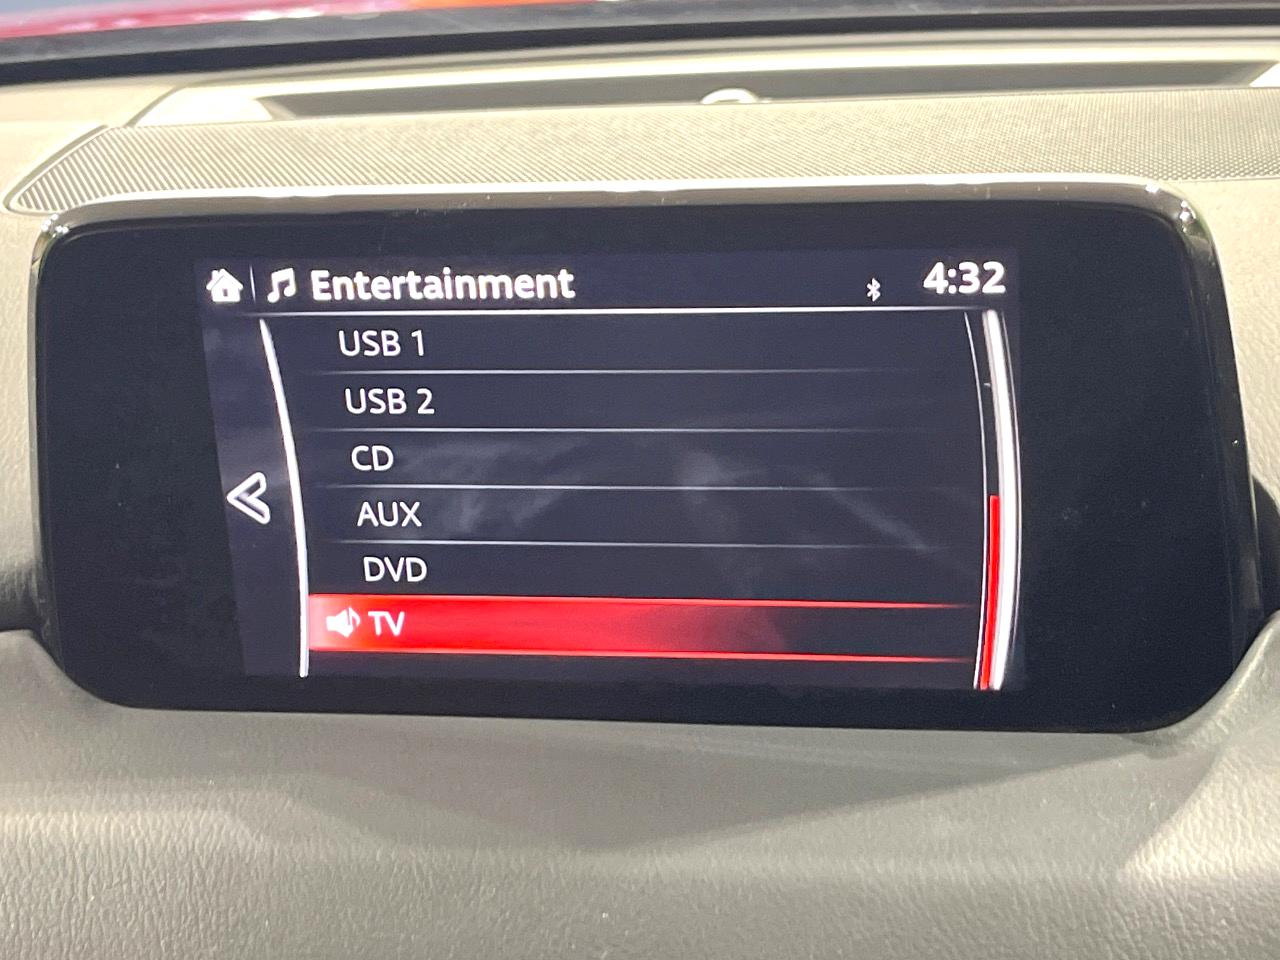 Entertainment 4:32
USB 1
USB 2
CD
AUX
DVD
TV